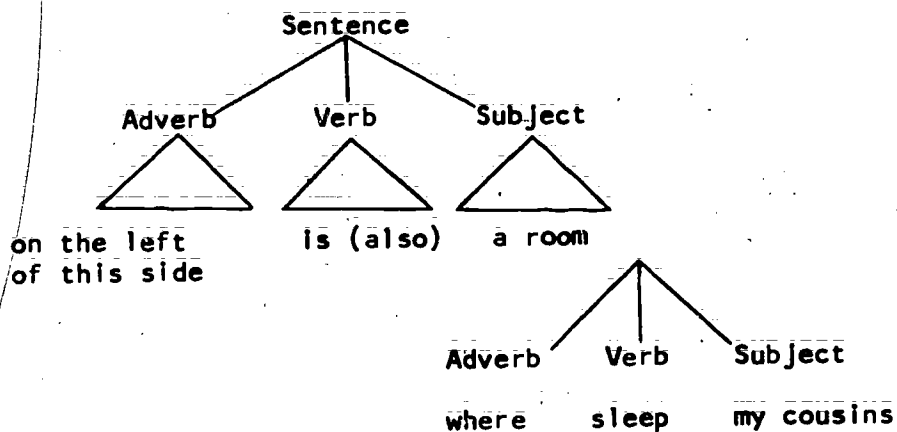 Sentence
Adverb Verb Subject
on the left is (also) a room
of this side
Adverb Verb Subject
where sleep my cousins